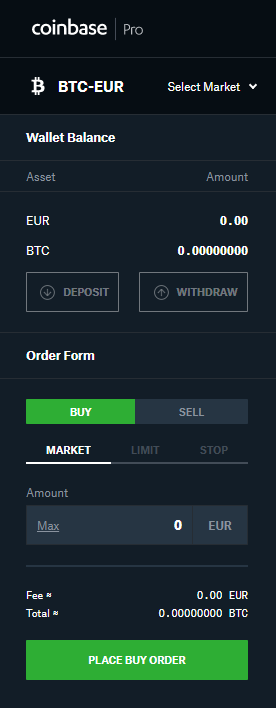 coinbase Pro
BTC-EUR Select Market
Wallet Balance
Asset Amount
EUR 0.00
BTC 0.00000000
DEPOSIT WITHDRAW
Order Form
BUY SELL
MARKET LIMIT STOP
Amount
Max 0 EUR
Fee ≈ 0.00 EUR
Total ≈ 0.00000000 BTC
PLACE BUY ORDER